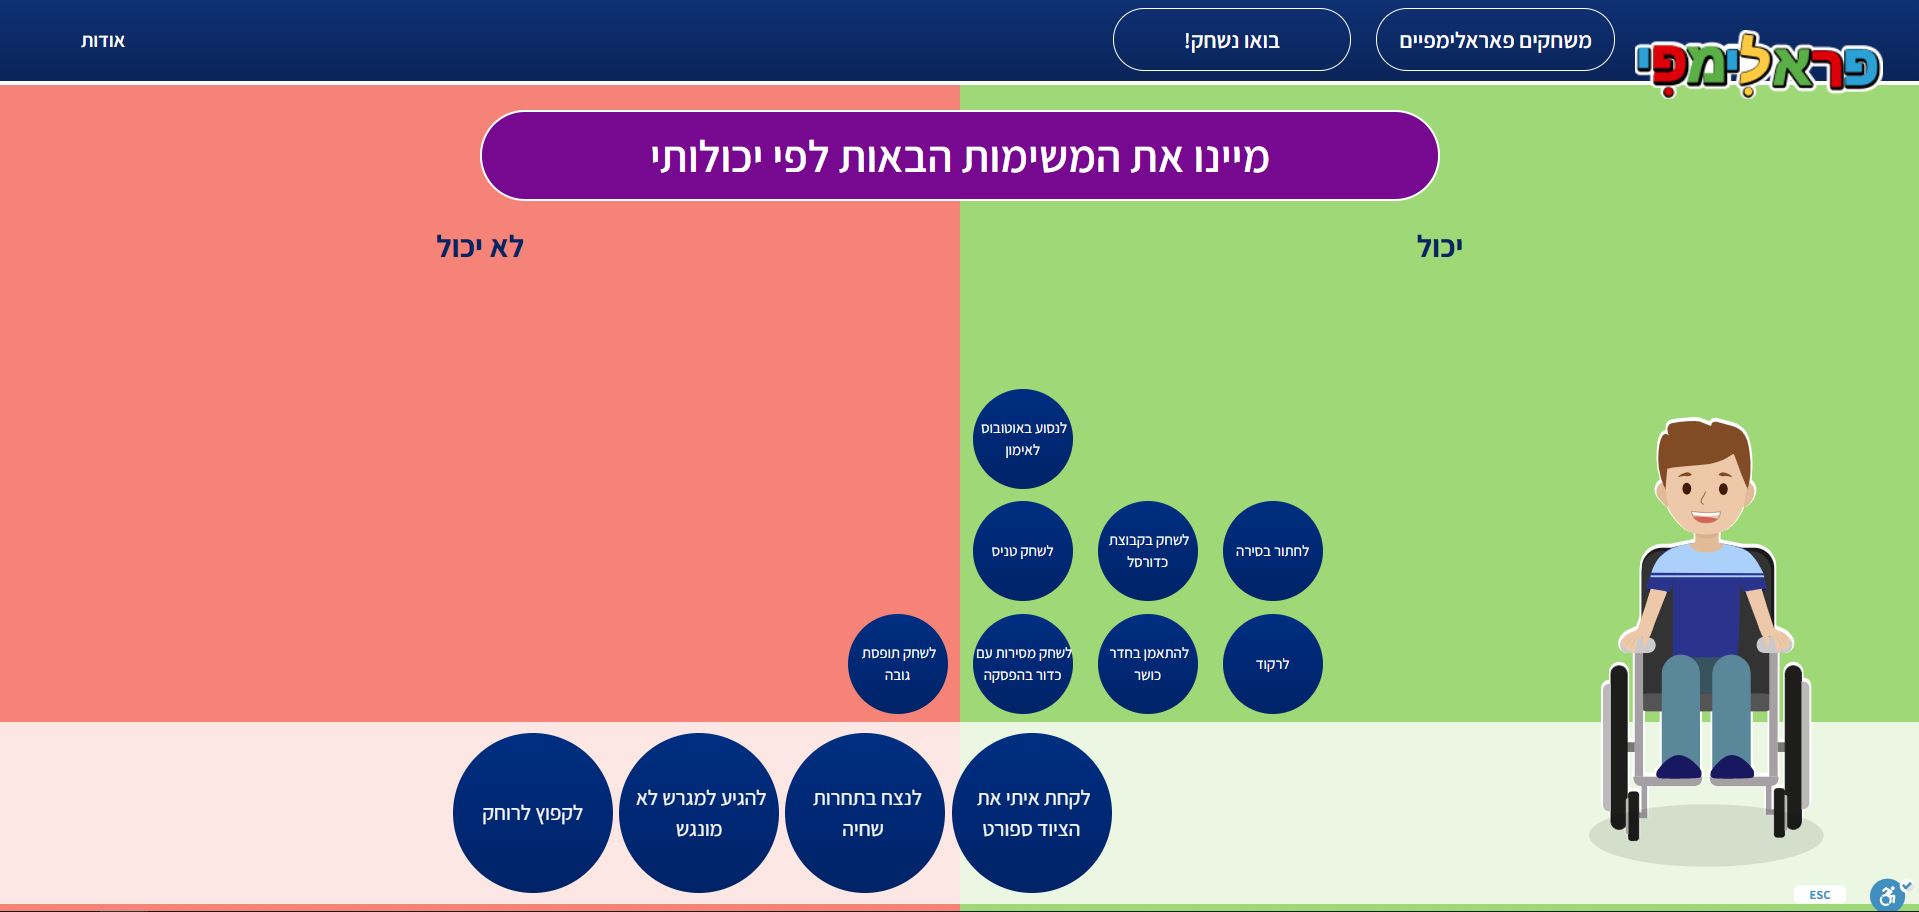 פראלימפי
משחקים פאראלימפיים
בואו נשחק!
אודות
מיינו את המשימות הבאות לפי יכולותי
יכול
לא יכול
לנסוע באוטובוס
לאימון
לחתור בסירה
לשחק בקבוצת
כדורסל
לשחק טניס
לרקוד
להתאמן בחדר
כושר
לשחק מסירות עם
כדור בהפסקה
לשחק תופסת
גובה
לקחת איתי את
הציוד ספורט
לנצח בתחרות
שחיה
להגיע למגרש לא
מונגש
לקפוץ לרוחק
ESC